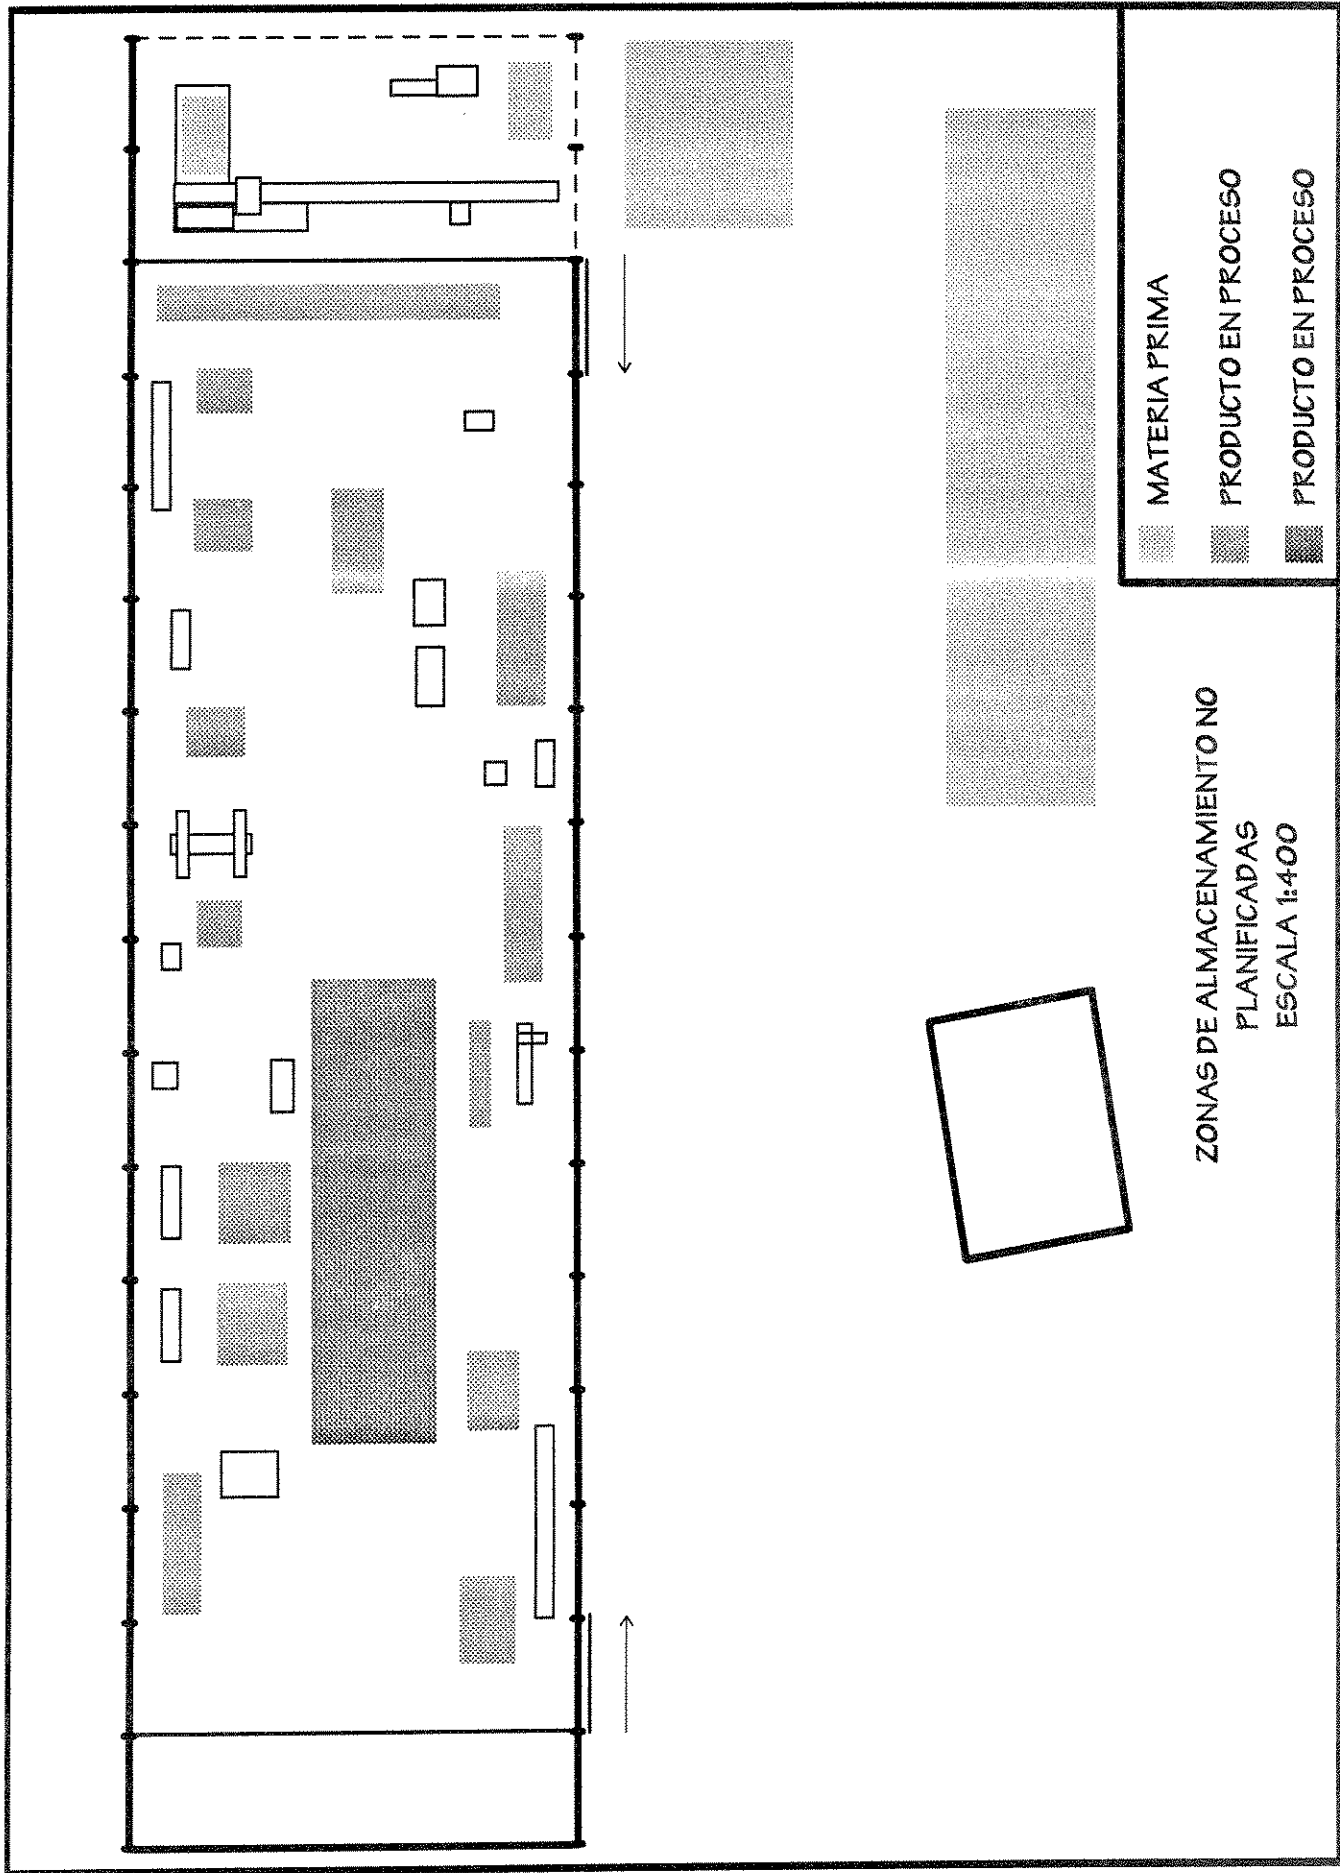 MATERIA PRIMA
PRODUCTO EN PROCESO
PRODUCTO EN PROCESO
ZONAS DE ALMACENAMIENTO NO
PLANIFICADAS
ESCALA 1:400